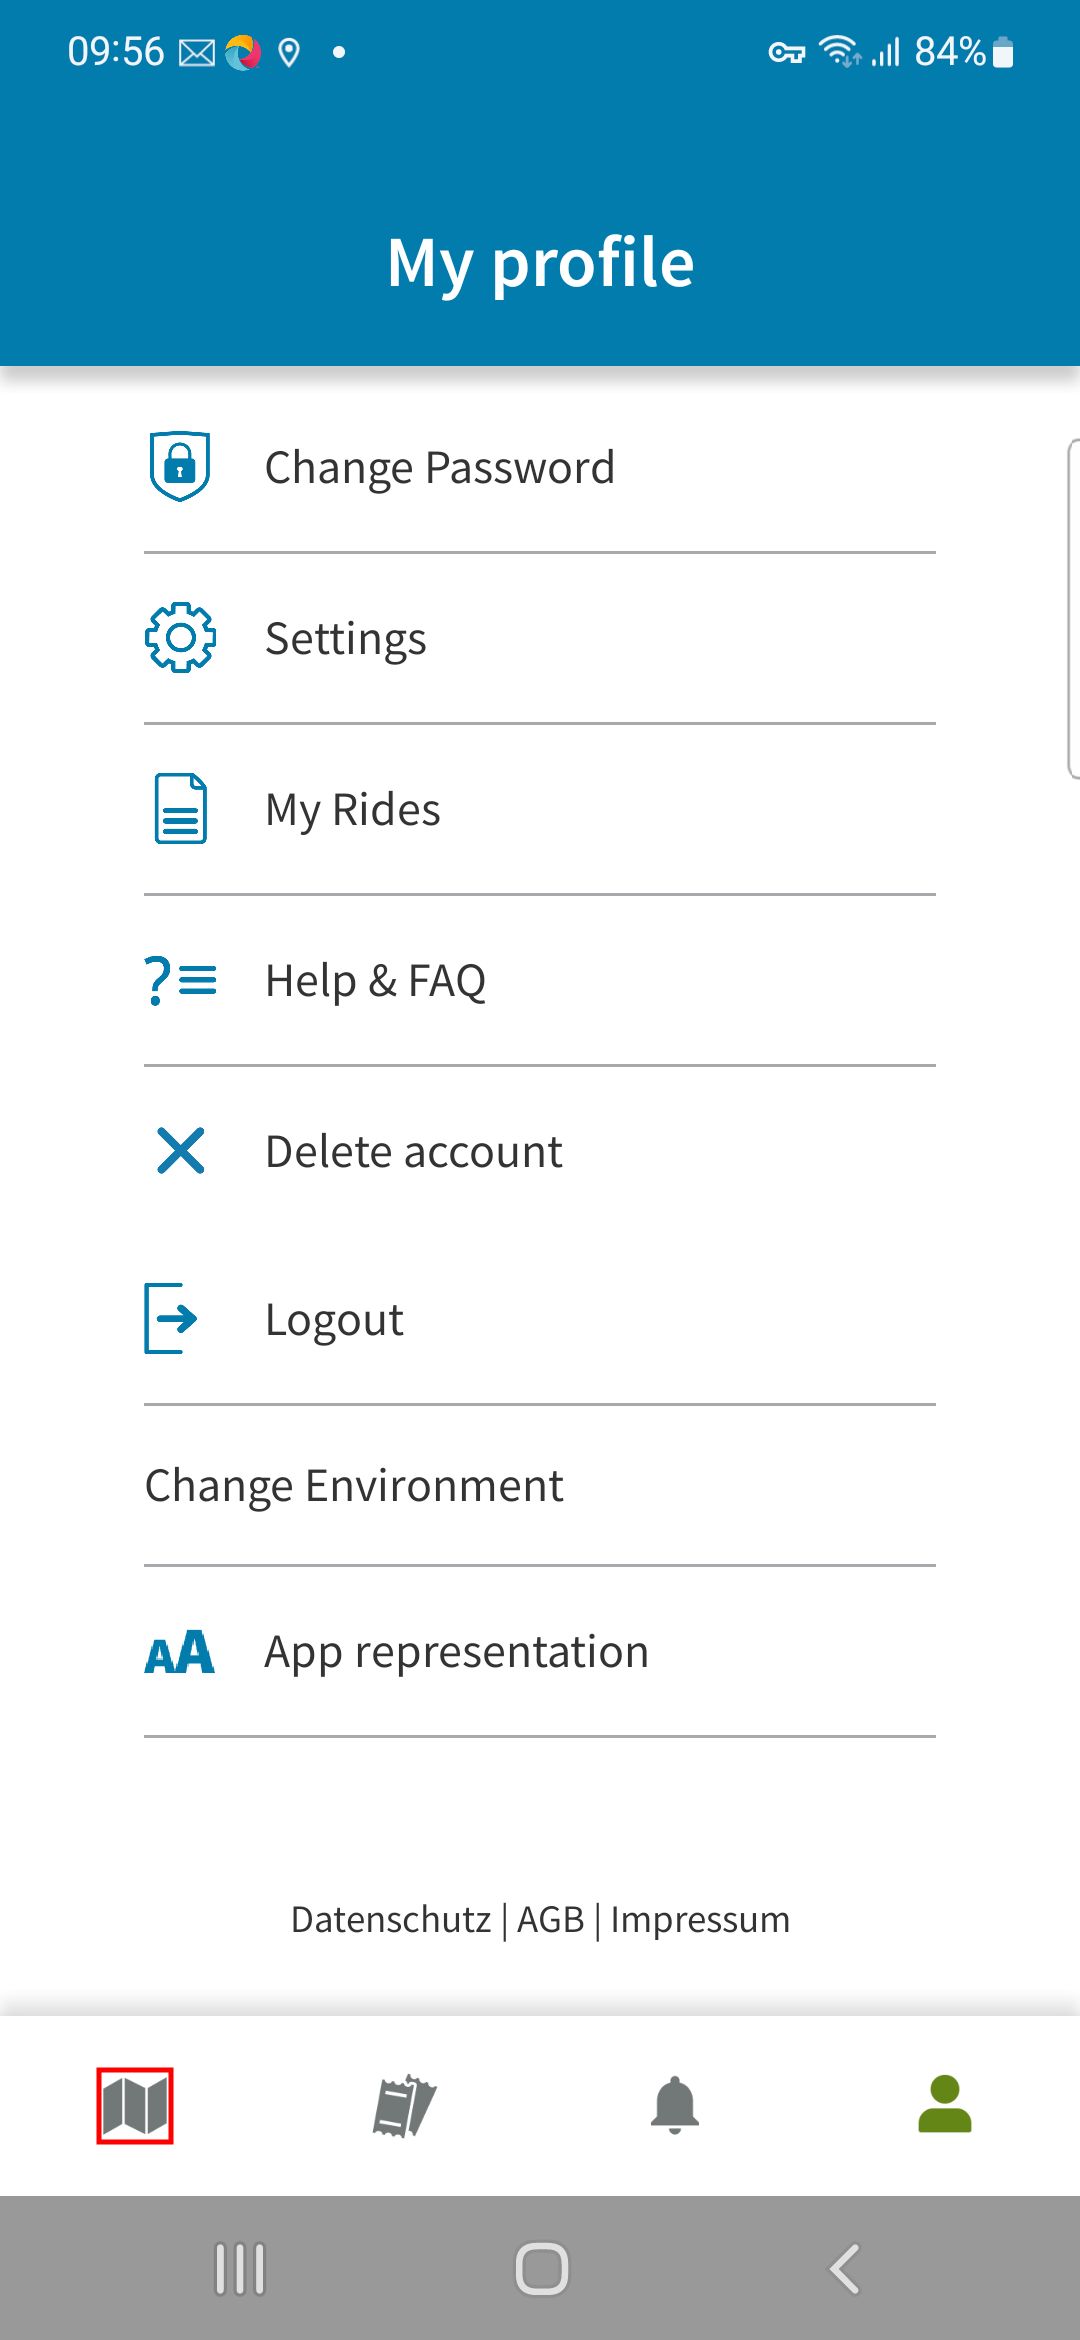 09:56 84%
My profile
Change Password
Settings
My Rides
Help & FAQ
Delete account
Logout
Change Environment
AA App representation
Datenschutz | AGB | Impressum